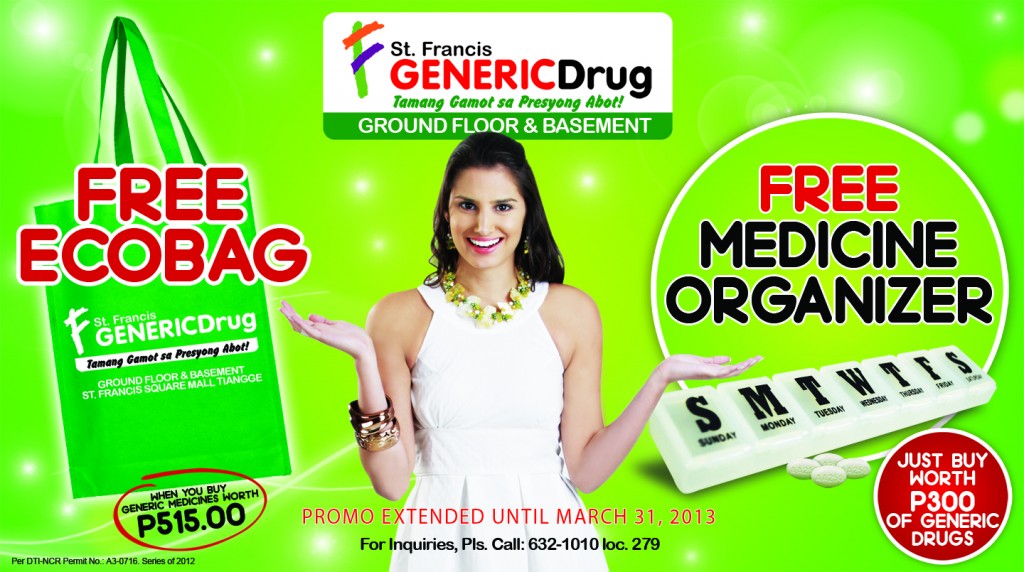 St. Francis
GENERICDrug
Tamang Gamot sa Presyong Abot!
GROUND FLOOR & BASEMENT
FREE
ECOBAG
St. Francis
GENERICDrug
Tamang Gamot sa Presyong Abot!
GROUND FLOOR & BASEMENT
ST. FRANCIS SQUARE MALL TIANGGE
WHEN YOU BUY
GENERIC MEDICINES WORTH
P515.00
FREE
MEDICINE
ORGANIZER
S M T W T F S
SUNDAY MONDAY TUESDAY WEDNESDAY THURSDAY FRIDAY SATURDAY
JUST BUY
WORTH
P300
OF GENERIC
DRUGS
PROMO EXTENDED UNTIL MARCH 31, 2013
For Inquiries, Pls. Call: 632-1010 loc. 279
Per DTI-NCR Permit No.: A3-0716. Series of 2012